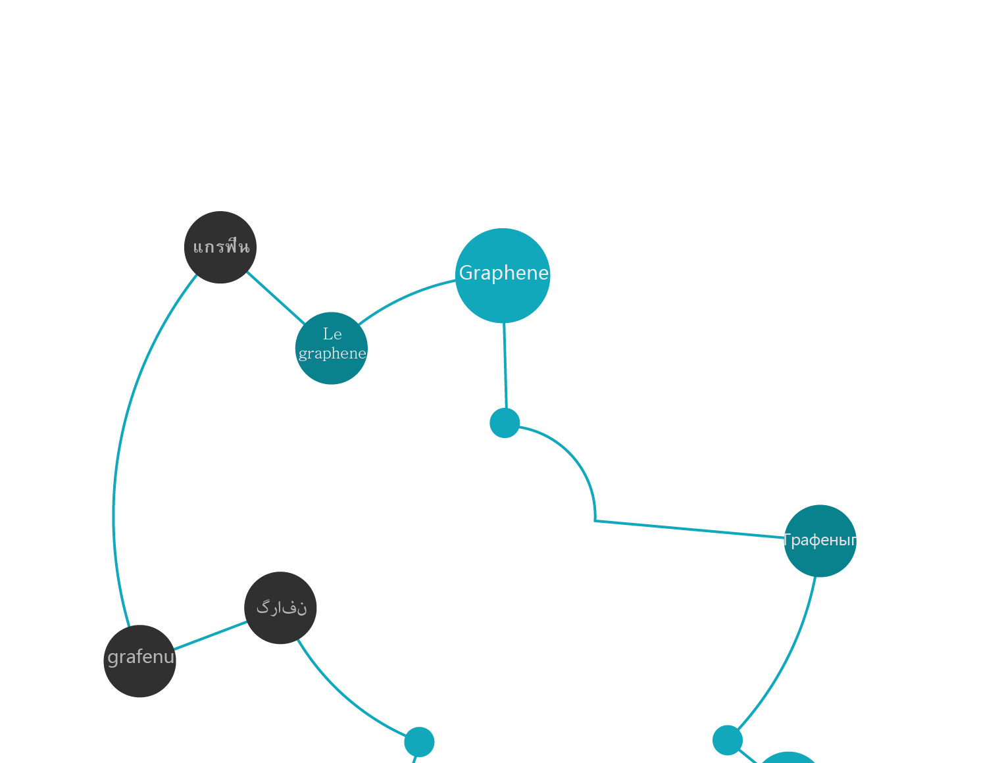 แกรฟีน
Graphene
Le
graphene
Графеныг
grafenu
گرافن